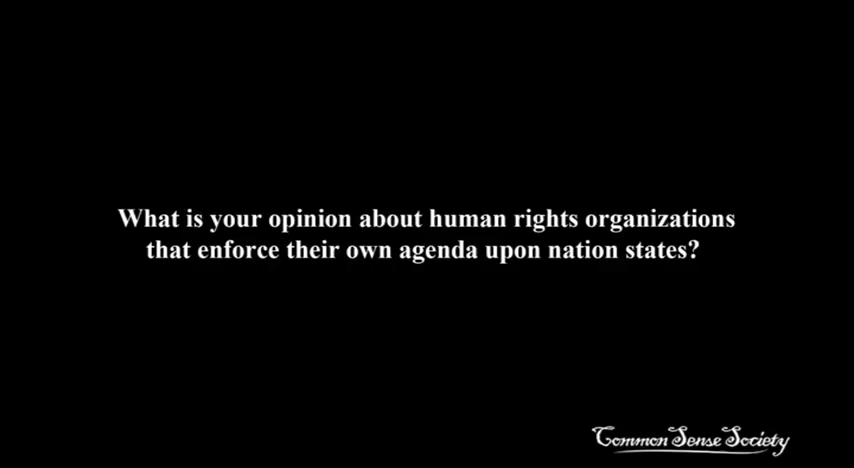 What is your opinion about human rights organizations
that enforce their own agenda upon nation states?
Common Sense Society